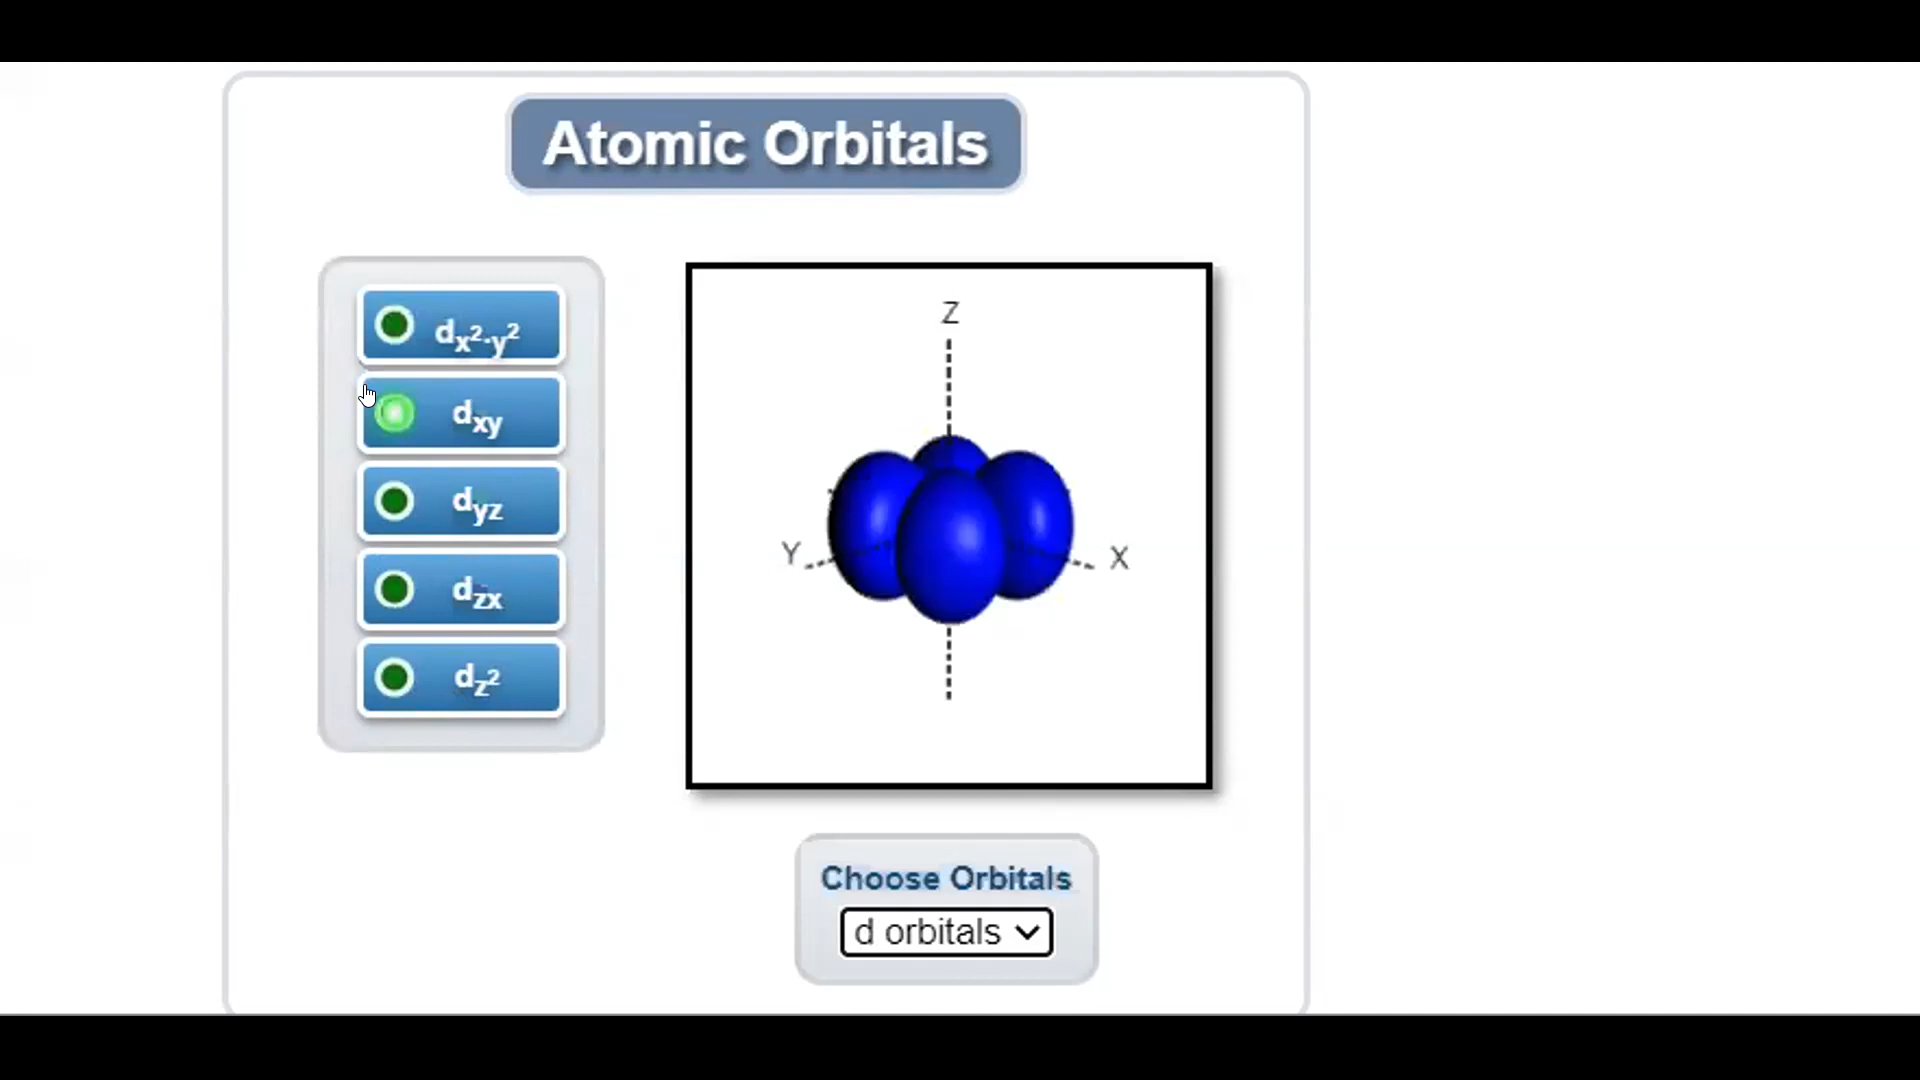 Atomic Orbitals
dx²-y²
dxy
dyz
dzx
dz²
Z
Y
X
Choose Orbitals
d orbitals